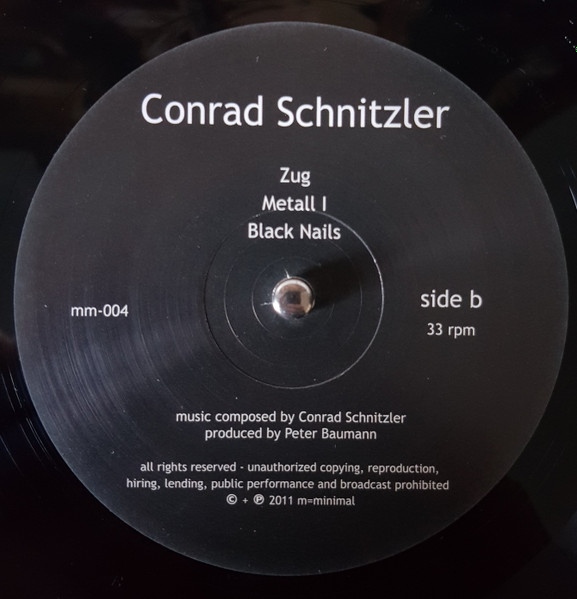 Conrad Schnitzler
Zug
Metall I
Black Nails
mm-004
side b
33 rpm
music composed by Conrad Schnitzler
produced by Peter Baumann
all rights reserved - unauthorized copying, reproduction,
hiring, lending, public performance and broadcast prohibited
© + ℗ 2011 m=minimal